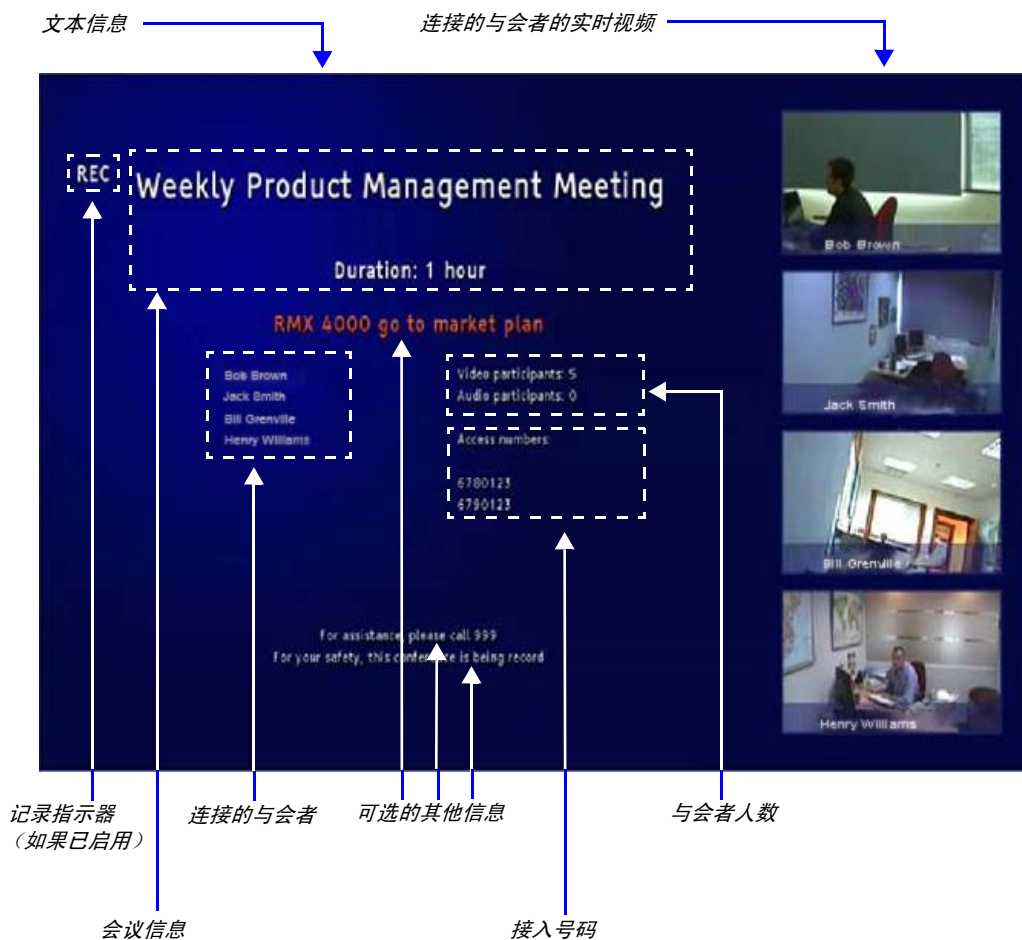 文本信息
连接的与会者的实时视频
REC
Weekly Product Management Meeting
Duration: 1 hour
RMX 4000 go to market plan
Bob Brown
Jack Smith
Bill Grenville
Henry Williams
Video participants: 5
Audio participants: 0
Access numbers:
6780123
6790123
For assistance, please call 999
For your safety, this conference is being record
Bob Brown
Jack Smith
Bill Grenville
Henry Williams
记录指示器
（如果已启用）
连接的与会者
可选的其他信息
与会者人数
会议信息
接入号码